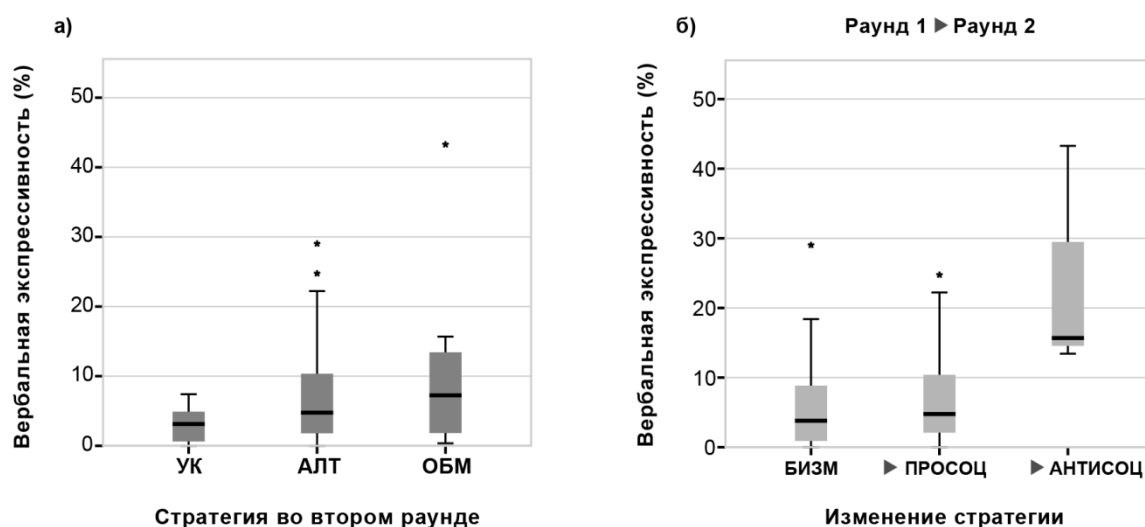 а)
Вербальная экспрессивность (%)
50
40
30
20
10
0
УК АЛТ ОБМ
Стратегия во втором раунде
б) Раунд 1 ▶ Раунд 2
Вербальная экспрессивность (%)
50
40
30
20
10
0
БИЗМ ▶ ПРОСОЦ ▶ АНТИСОЦ
Изменение стратегии